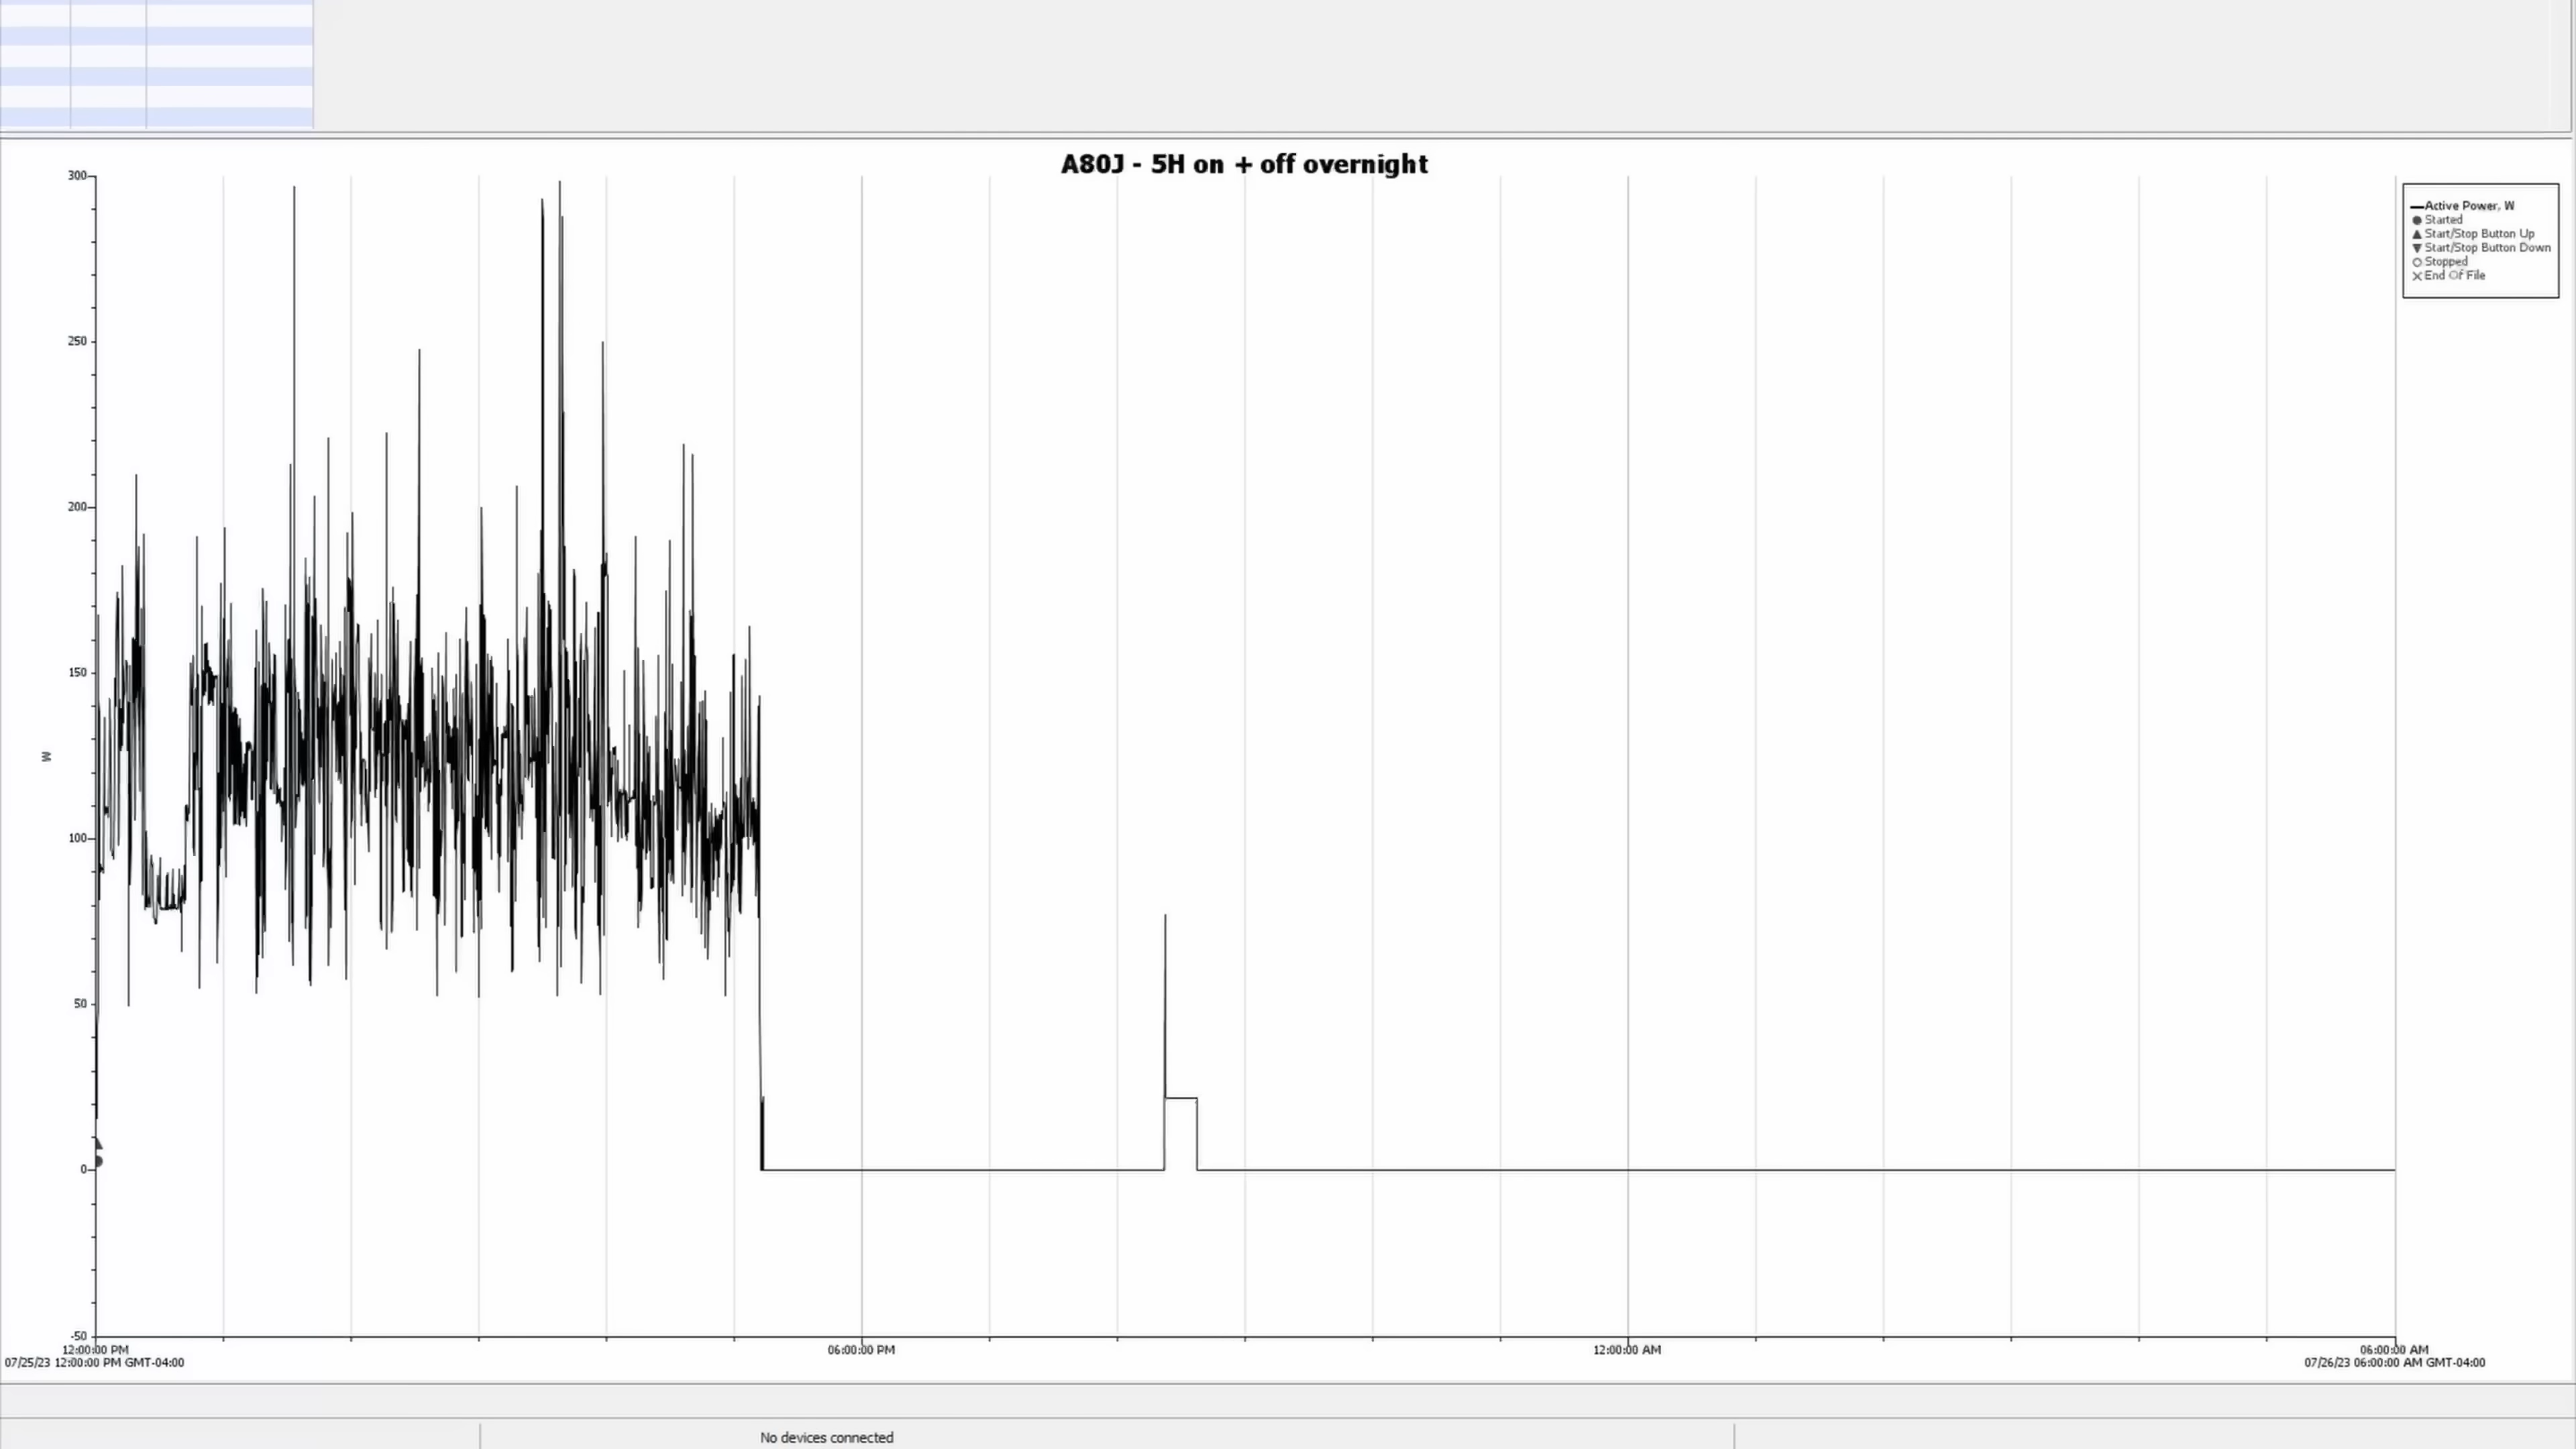 A80J - 5H on + off overnight
300
250
200
150
100
50
0
-50
W
Active Power, W
Started
Start/Stop Button Up
Start/Stop Button Down
Stopped
End Of File
12:00:00 PM
06:00:00 PM
12:00:00 AM
06:00:00 AM
07/25/23 12:00:00 PM GMT-04:00
07/26/23 06:00:00 AM GMT-04:00
No devices connected